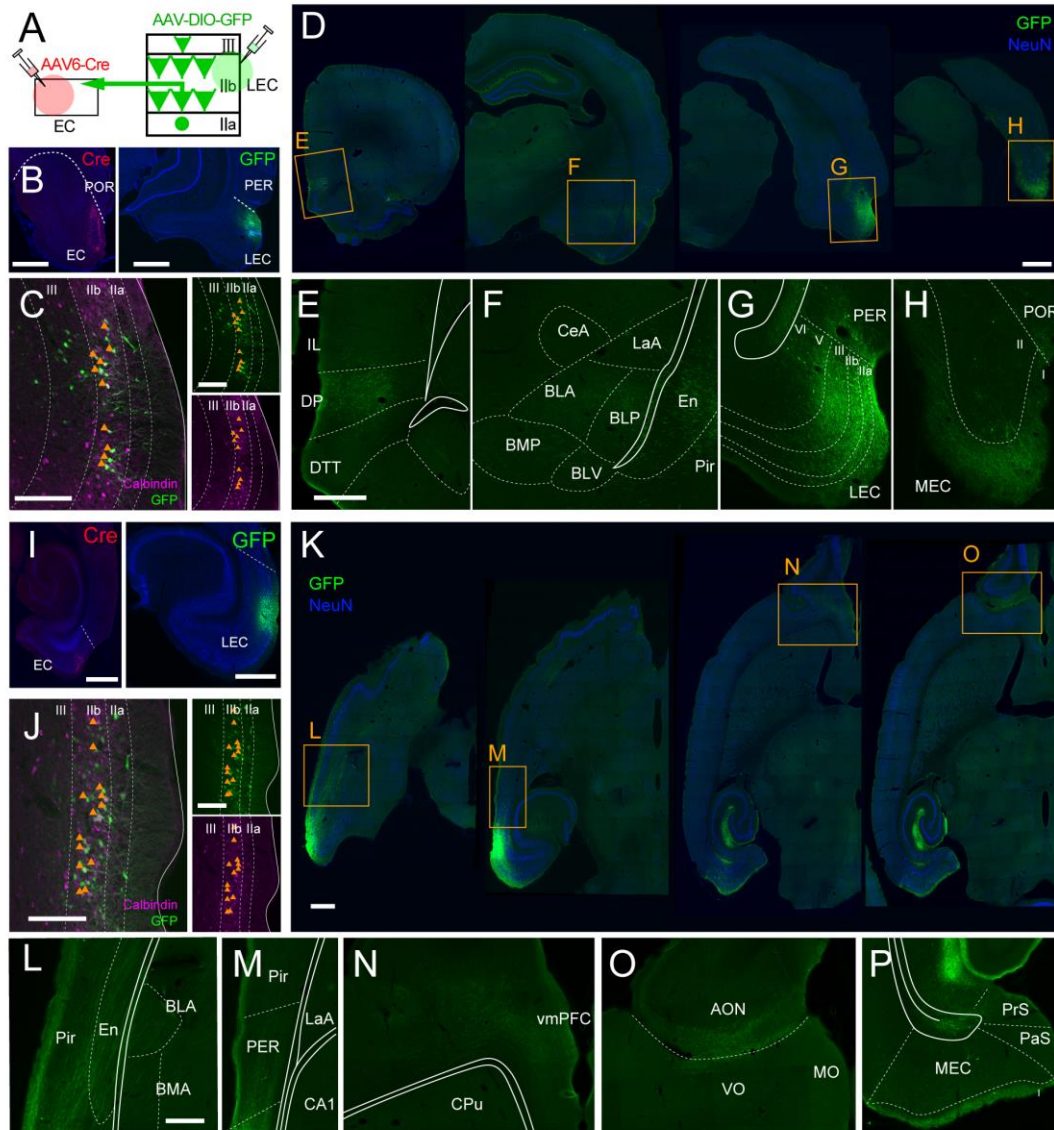 A
AAV-DIO-GFP
AAV6-Cre
III
IIb
LEC
IIa
EC
B
Cre
POR
EC
GFP
PER
LEC
C
III
IIb
IIa
Calbindin
GFP
III
IIb
IIa
III
IIb
IIa
D
GFP
NeuN
E
F
G
H
E
IL
DP
DTT
F
CeA
LaA
BLA
BLP
En
BMP
BLV
Pir
G
PER
VI
V
III
IIb
IIa
LEC
H
POR
II
I
MEC
I
Cre
EC
GFP
LEC
J
III
IIb
IIa
Calbindin
GFP
III
IIb
IIa
III
IIb
IIa
K
GFP
NeuN
L
M
N
O
L
Pir
En
BLA
BMA
M
Pir
LaA
PER
CA1
N
vmPFC
CPu
O
AON
MO
VO
P
PrS
PaS
MEC
I